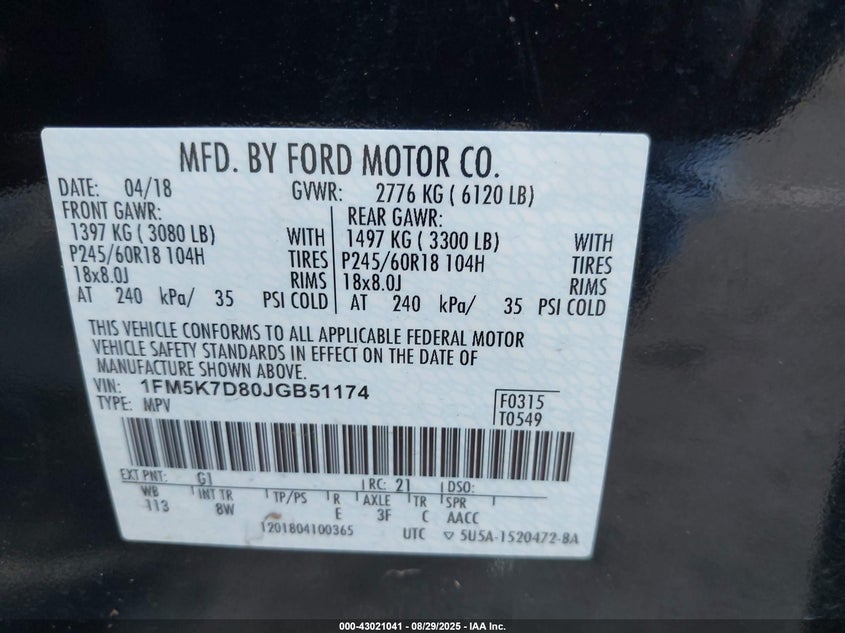 MFD. BY FORD MOTOR CO.
DATE: 04/18 GVWR: 2776 KG ( 6120 LB)
FRONT GAWR: REAR GAWR:
1397 KG ( 3080 LB) WITH 1497 KG ( 3300 LB) WITH
P245/60R18 104H TIRES P245/60R18 104H TIRES
18x8.0J RIMS 18x8.0J RIMS
AT 240 kPa/ 35 PSI COLD AT 240 kPa/ 35 PSI COLD
THIS VEHICLE CONFORMS TO ALL APPLICABLE FEDERAL MOTOR
VEHICLE SAFETY STANDARDS IN EFFECT ON THE DATE OF
MANUFACTURE SHOWN ABOVE.
VIN: 1FM5K7D80JGB51174
TYPE: MPV
F0315
T0549
EXT PNT: G1 RC: 21 DSO:
WB INT TR TP/PS R AXLE TR SPR
113 8W E 3F C AACC
1201804100365 UTC ▽ 5U5A-1520472-8A
000-43021041 - 08/29/2025 - IAA Inc.